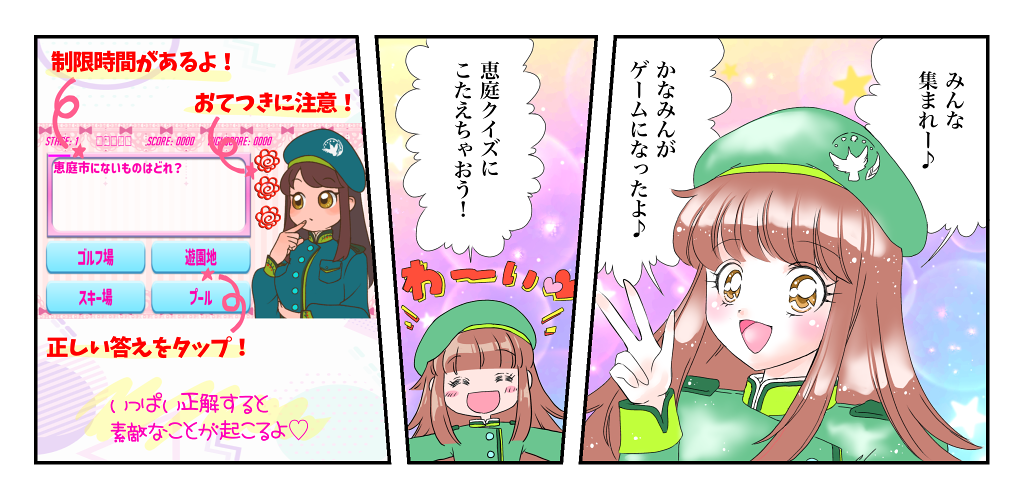 みんな
集まれー♪
かなみんが
ゲームになったよ♪
恵庭クイズに
こたえちゃおう！
わーい
制限時間があるよ！
おてつきに注意！
STAGE: 1
SCORE: 0000
HIGHSCORE: 0000
恵庭市にないものはどれ？
ゴルフ場
遊園地
スキー場
プール
正しい答えをタップ！
いっぱい正解すると
素敵なことが起こるよ♡